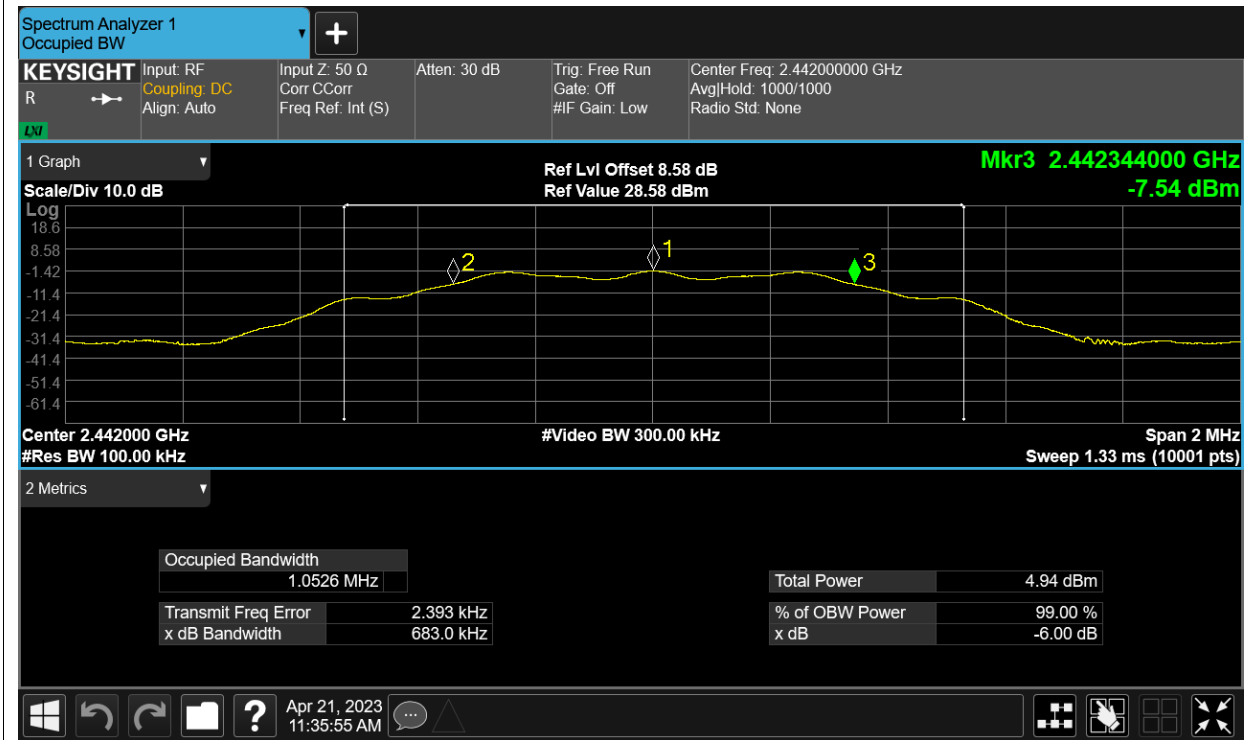 Spectrum Analyzer 1
Occupied BW
KEYSIGHT Input: RF Input Z: 50 Ω Atten: 30 dB Trig: Free Run Center Freq: 2.442000000 GHz
R Coupling: DC Corr CCorr Gate: Off Avg|Hold: 1000/1000
Align: Auto Freq Ref: Int (S) #IF Gain: Low Radio Std: None
LXI
1 Graph Ref Lvl Offset 8.58 dB Mkr3 2.442344000 GHz
Scale/Div 10.0 dB Ref Value 28.58 dBm -7.54 dBm
Log
18.6
8.58 1
-1.42 2 3
-11.4
-21.4
-31.4
-41.4
-51.4
-61.4
Center 2.442000 GHz #Video BW 300.00 kHz Span 2 MHz
#Res BW 100.00 kHz Sweep 1.33 ms (10001 pts)
2 Metrics
Occupied Bandwidth
1.0526 MHz Total Power 4.94 dBm
Transmit Freq Error 2.393 kHz % of OBW Power 99.00 %
x dB Bandwidth 683.0 kHz x dB -6.00 dB
? Apr 21, 2023
11:35:55 AM